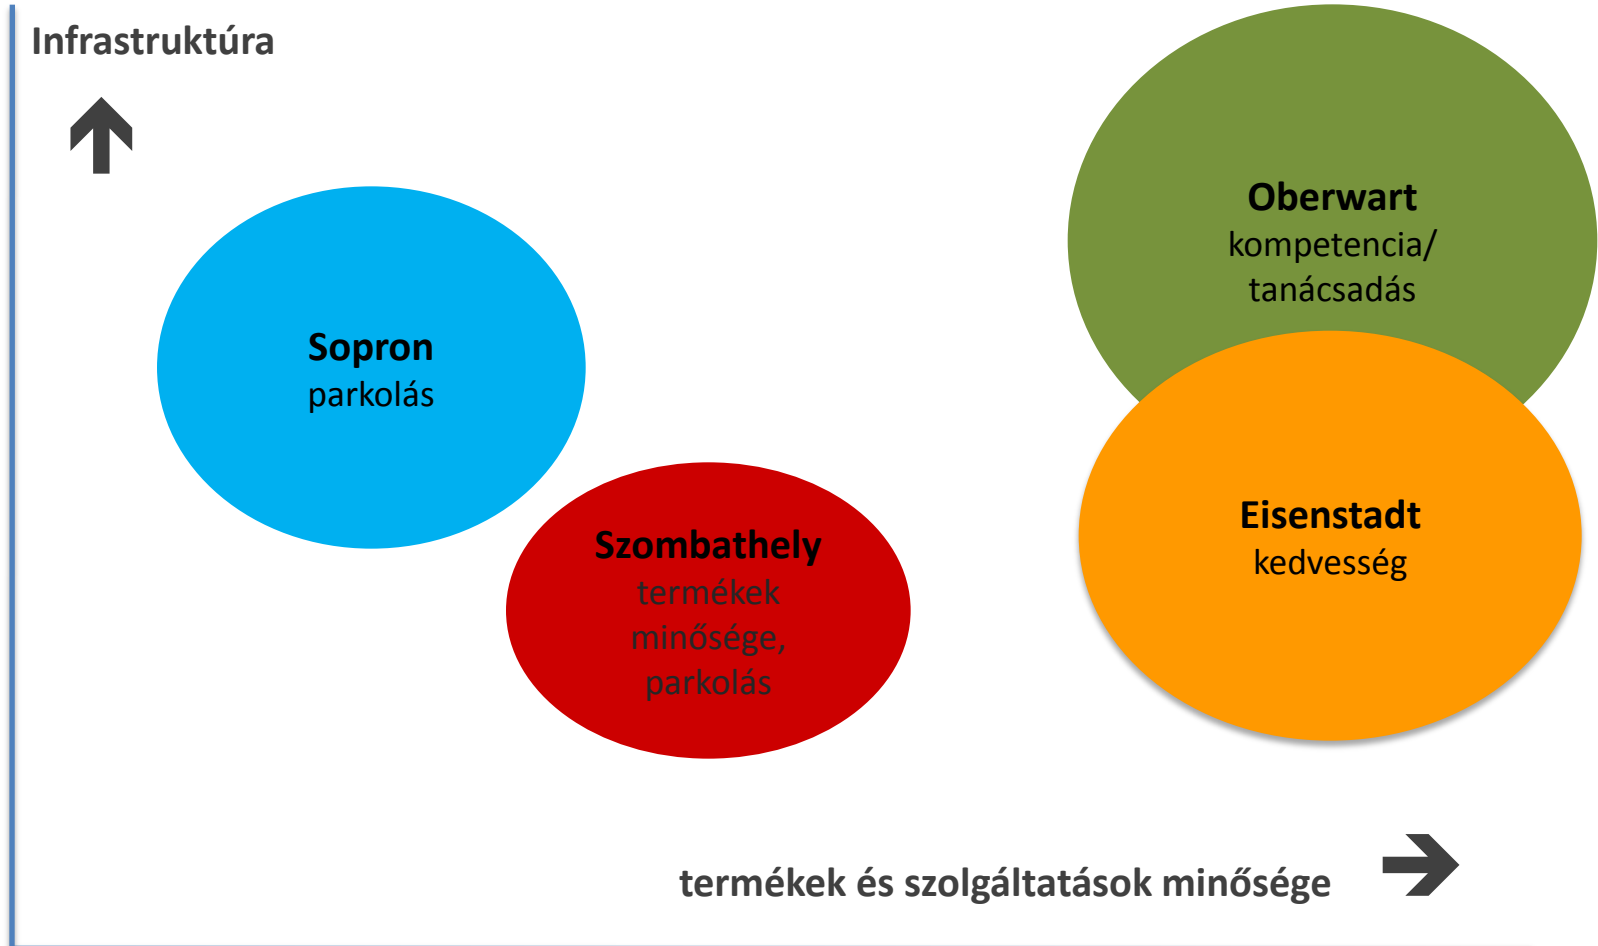 Infrastruktúra
Oberwart
kompetencia/
tanácsadás
Sopron
parkolás
Szombathely
termékek
minősége,
parkolás
Eisenstadt
kedvesség
termékek és szolgáltatások minősége